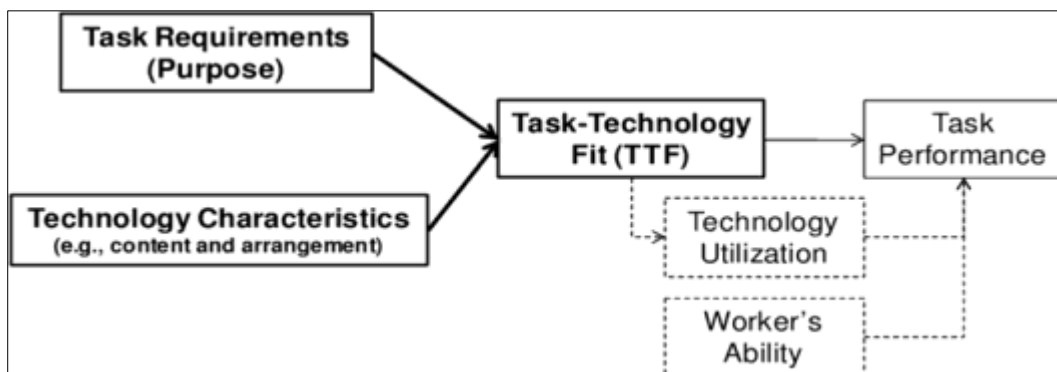 Task Requirements
(Purpose)
Technology Characteristics
(e.g., content and arrangement)
Task-Technology
Fit (TTF)
Task
Performance
Technology
Utilization
Worker's
Ability